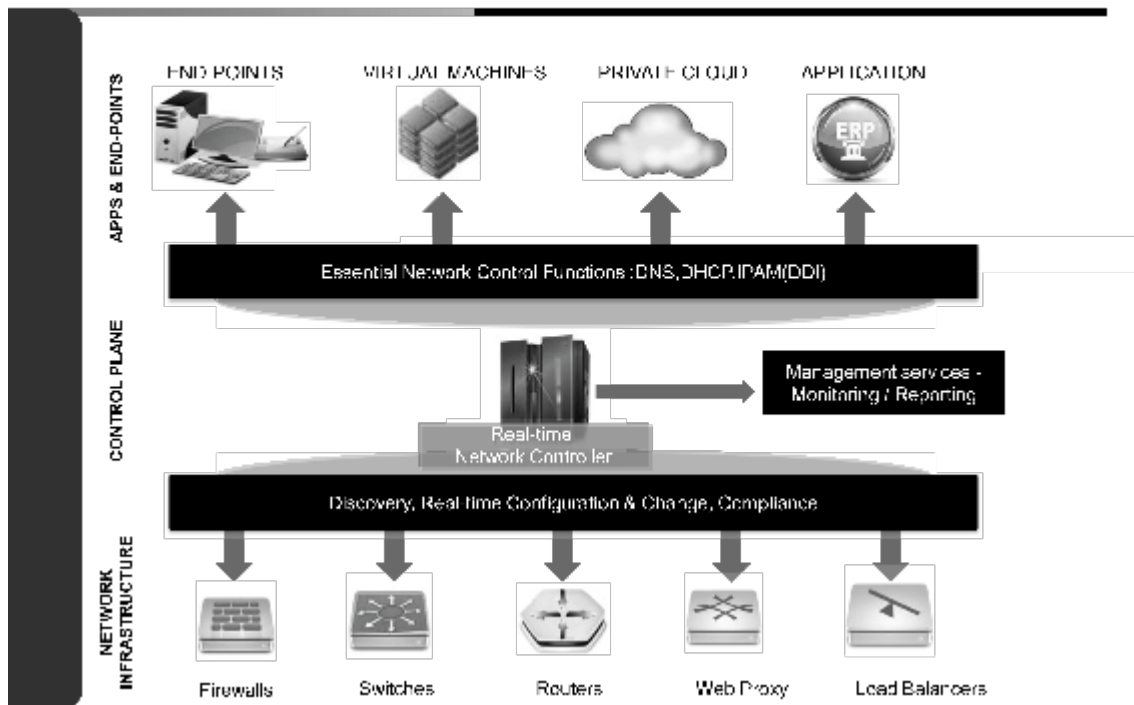 END POINTS
VIRTUAL MACHINES
PRIVATE CLOUD
APPLICATION
ERP
APPS & END-POINTS
Essential Network Control Functions :DNS,DHCP.IPAM(DDI)
CONTROL PLANE
Management services -
Monitoring / Reporting
Real-time
Network Controller
Discovery, Real-time Configuration & Change, Compliance
NETWORK
INFRASTRUCTURE
Firewalls
Switches
Routers
Web Proxy
Load Balancers